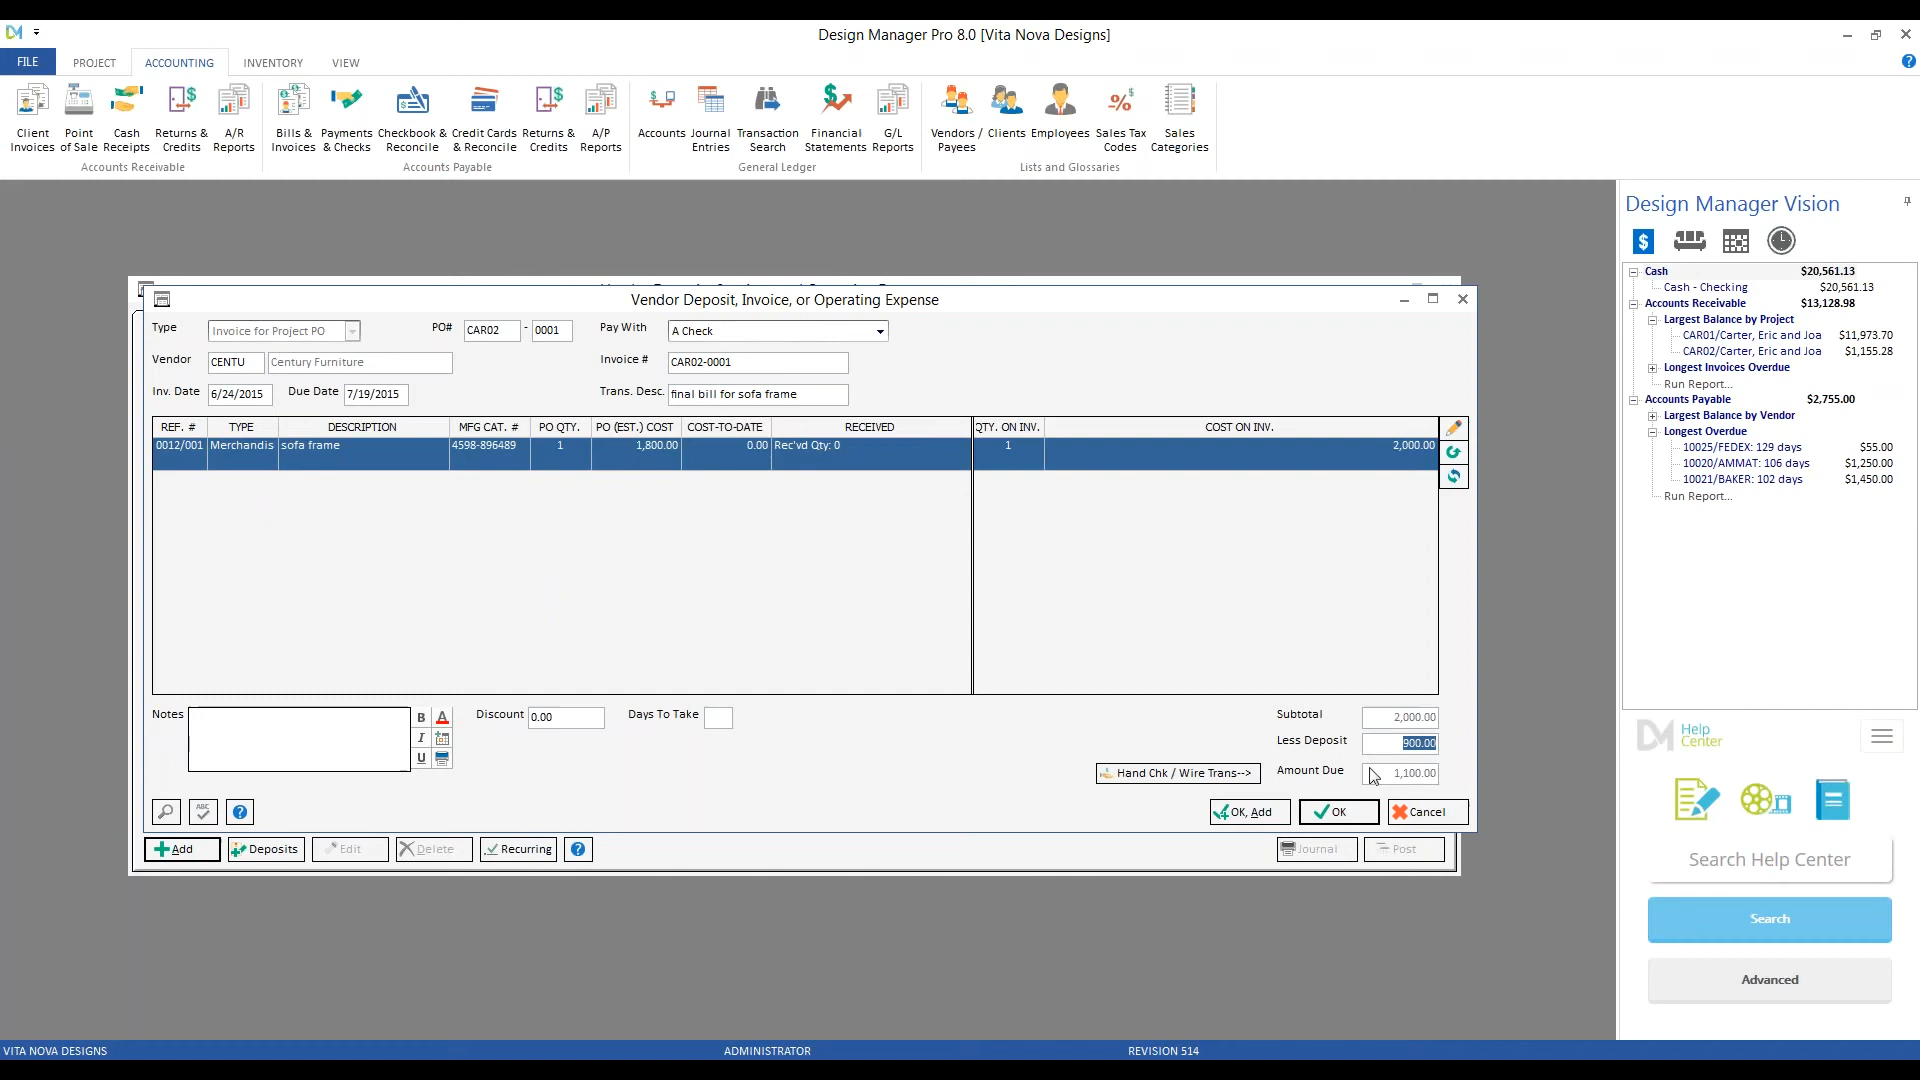 Design Manager Pro 8.0 [Vita Nova Designs]
FILE PROJECT ACCOUNTING INVENTORY VIEW
Client Invoices
Point of Sale
Cash Receipts
Returns & Credits
A/R Reports
Accounts Receivable
Bills & Invoices
Payments & Checks
Checkbook & Reconcile
Credit Cards & Reconcile
Returns & Credits
A/P Reports
Accounts Payable
Accounts
Journal Entries
Transaction Search
Financial Statements
G/L Reports
General Ledger
Vendors / Payees
Clients
Employees
Sales Tax Codes
Sales Categories
Lists and Glossaries
Vendor Deposit, Invoice, or Operating Expense
Type Invoice for Project PO PO# CAR02 - 0001 Pay With A Check
Vendor CENTU Century Furniture Invoice # CAR02-0001
Inv. Date 6/24/2015 Due Date 7/19/2015 Trans. Desc. final bill for sofa frame
REF. # TYPE DESCRIPTION MFG CAT. # PO QTY. PO (EST.) COST COST-TO-DATE RECEIVED QTY. ON INV. COST ON INV.
0012/001 Merchandis sofa frame 4598-896489 1 1,800.00 0.00 Rec'vd Qty: 0 1 2,000.00
Notes B A I U Discount 0.00 Days To Take
Subtotal 2,000.00
Less Deposit 900.00
Hand Chk / Wire Trans--> Amount Due 1,100.00
ABC OK, Add OK Cancel
Add Deposits Edit Delete Recurring Journal Post
Design Manager Vision
Cash $20,561.13
Cash - Checking $20,561.13
Accounts Receivable $13,128.98
Largest Balance by Project
CAR01/Carter, Eric and Joa $11,973.70
CAR02/Carter, Eric and Joa $1,155.28
Longest Invoices Overdue
Run Report...
Accounts Payable $2,755.00
Largest Balance by Vendor
Longest Overdue
10025/FEDEX: 129 days $55.00
10020/AMMAT: 106 days $1,250.00
10021/BAKER: 102 days $1,450.00
Run Report...
DM Help Center
Search Help Center
Search
Advanced
VITA NOVA DESIGNS ADMINISTRATOR REVISION 514